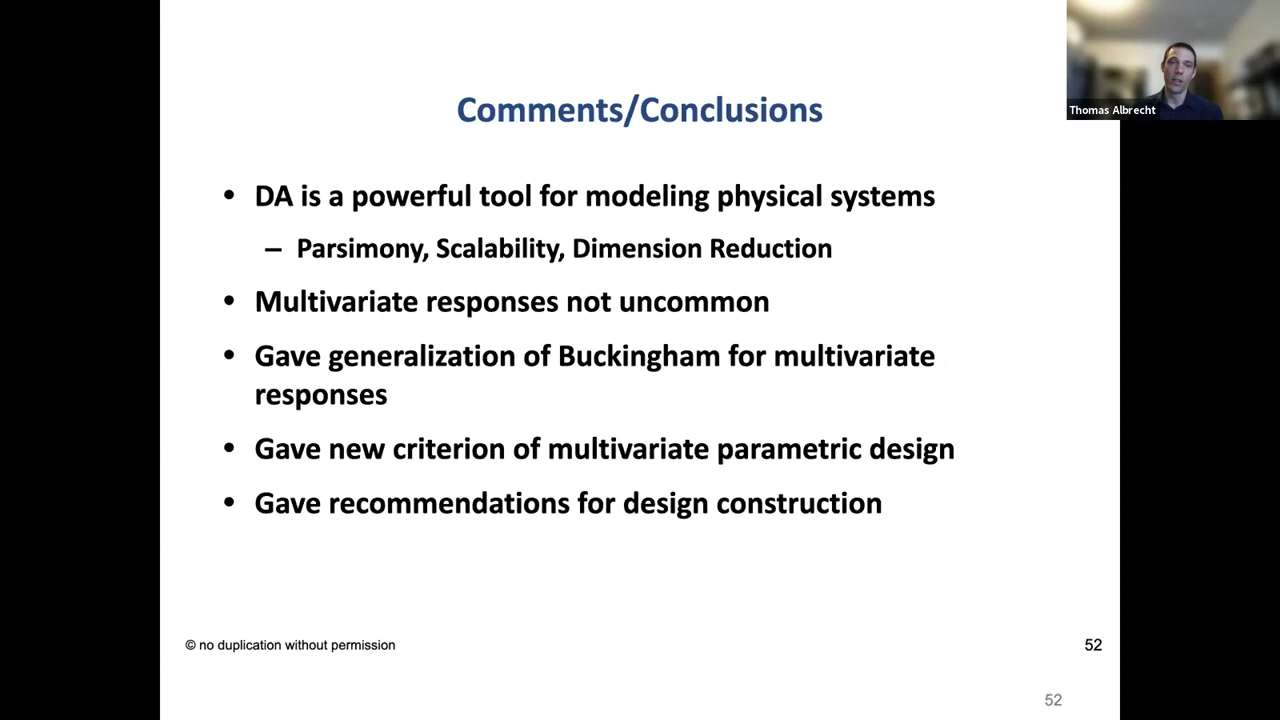 Thomas Albrecht
Comments/Conclusions
• DA is a powerful tool for modeling physical systems
– Parsimony, Scalability, Dimension Reduction
• Multivariate responses not uncommon
• Gave generalization of Buckingham for multivariate
responses
• Gave new criterion of multivariate parametric design
• Gave recommendations for design construction
© no duplication without permission
52
52